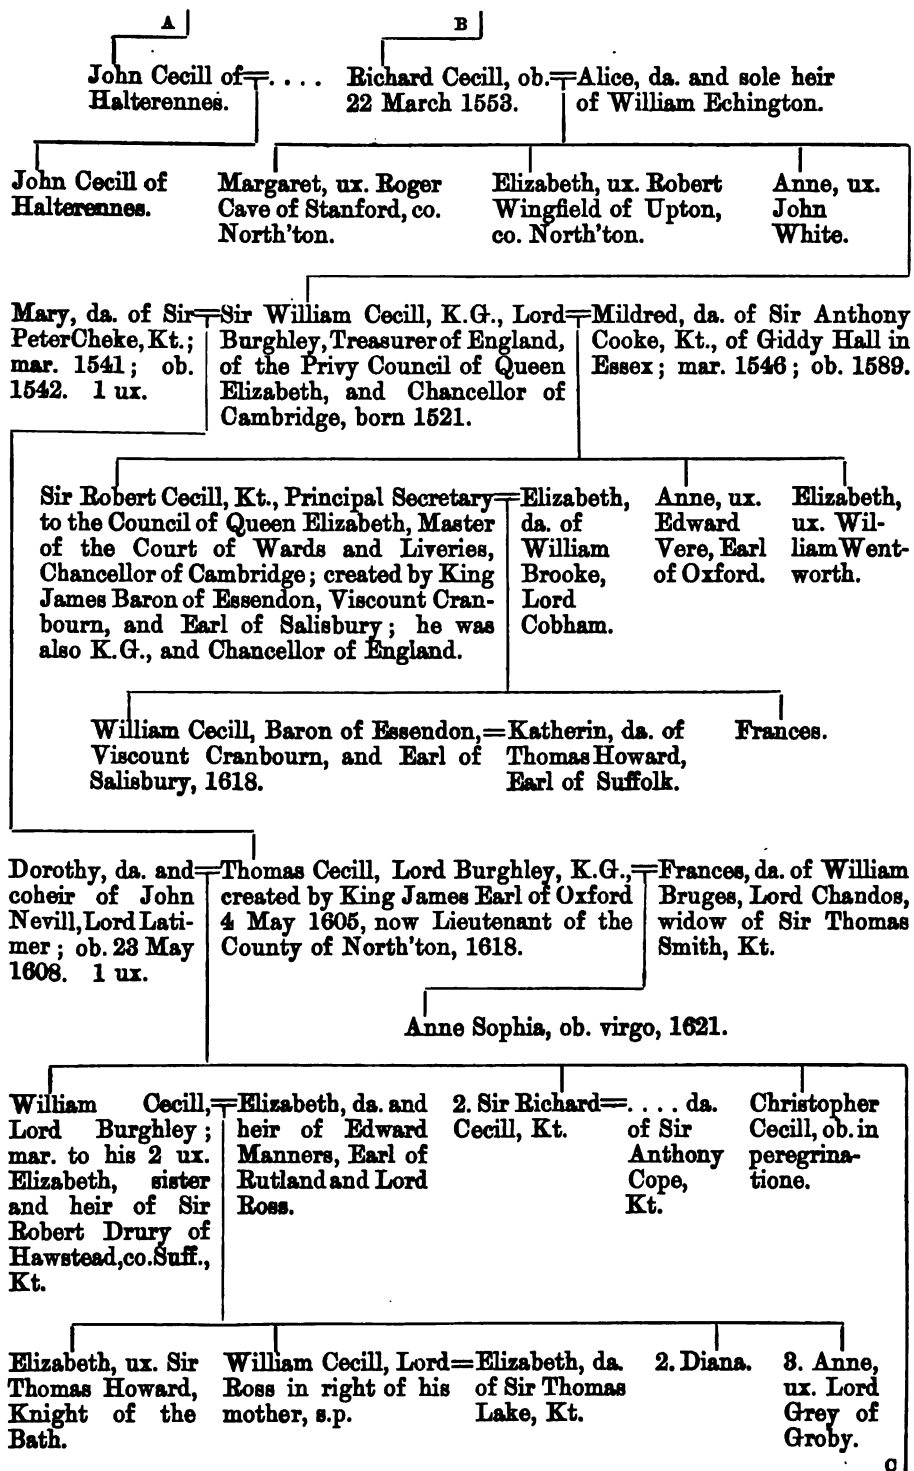 A
B
John Cecill of
Halterennes.
. . . .
Richard Cecill, ob.
22 March 1553.
Alice, da. and sole heir
of William Echington.
John Cecill of
Halterennes.
Margaret, ux. Roger
Cave of Stanford, co.
North'ton.
Elizabeth, ux. Robert
Wingfield of Upton,
co. North'ton.
Anne, ux.
John
White.
Mary, da. of Sir
Peter Cheke, Kt.;
mar. 1541; ob.
1542. 1 ux.
Sir William Cecill, K.G., Lord
Burghley, Treasurer of England,
of the Privy Council of Queen
Elizabeth, and Chancellor of
Cambridge, born 1521.
Mildred, da. of Sir Anthony
Cooke, Kt., of Giddy Hall in
Essex; mar. 1546; ob. 1589.
Sir Robert Cecill, Kt., Principal Secretary
to the Council of Queen Elizabeth, Master
of the Court of Wards and Liveries,
Chancellor of Cambridge; created by King
James Baron of Essendon, Viscount Cran-
bourn, and Earl of Salisbury; he was
also K.G., and Chancellor of England.
Elizabeth,
da. of
William
Brooke,
Lord
Cobham.
Anne, ux.
Edward
Vere, Earl
of Oxford.
Elizabeth,
ux. Wil-
liam Went-
worth.
William Cecill, Baron of Essendon,
Viscount Cranbourn, and Earl of
Salisbury, 1618.
=Katherin, da. of
Thomas Howard,
Earl of Suffolk.
Frances.
Dorothy, da. and
coheir of John
Nevill, Lord Lati-
mer; ob. 23 May
1608. 1 ux.
Thomas Cecill, Lord Burghley, K.G.,
created by King James Earl of Oxford
4 May 1605, now Lieutenant of the
County of North'ton, 1618.
Frances, da. of William
Bruges, Lord Chandos,
widow of Sir Thomas
Smith, Kt.
Anne Sophia, ob. virgo, 1621.
William Cecill,
Lord Burghley;
mar. to his 2 ux.
Elizabeth, sister
and heir of Sir
Robert Drury of
Hawstead, co. Suff.,
Kt.
Elizabeth, da. and
heir of Edward
Manners, Earl of
Rutland and Lord
Ross.
2. Sir Richard
Cecill, Kt.
=. . . . da.
of Sir
Anthony
Cope,
Kt.
Christopher
Cecill, ob. in
peregrina-
tione.
Elizabeth, ux. Sir
Thomas Howard,
Knight of the
Bath.
William Cecill, Lord
Ross in right of his
mother, s.p.
=Elizabeth, da.
of Sir Thomas
Lake, Kt.
2. Diana.
3. Anne,
ux. Lord
Grey of
Groby.
C